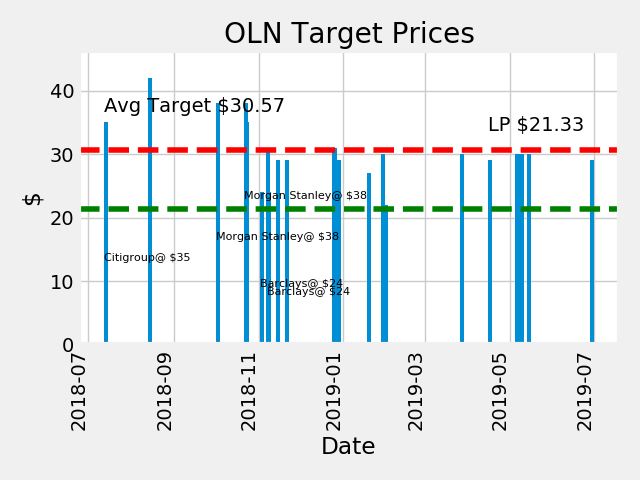 OLN Target Prices
Avg Target $30.57
LP $21.33
Morgan Stanley@ $38
Morgan Stanley@ $38
Citigroup@ $35
Barclays@ $24
Barclays@ $24
$
40
30
20
10
0
2018-07
2018-09
2018-11
2019-01
2019-03
2019-05
2019-07
Date